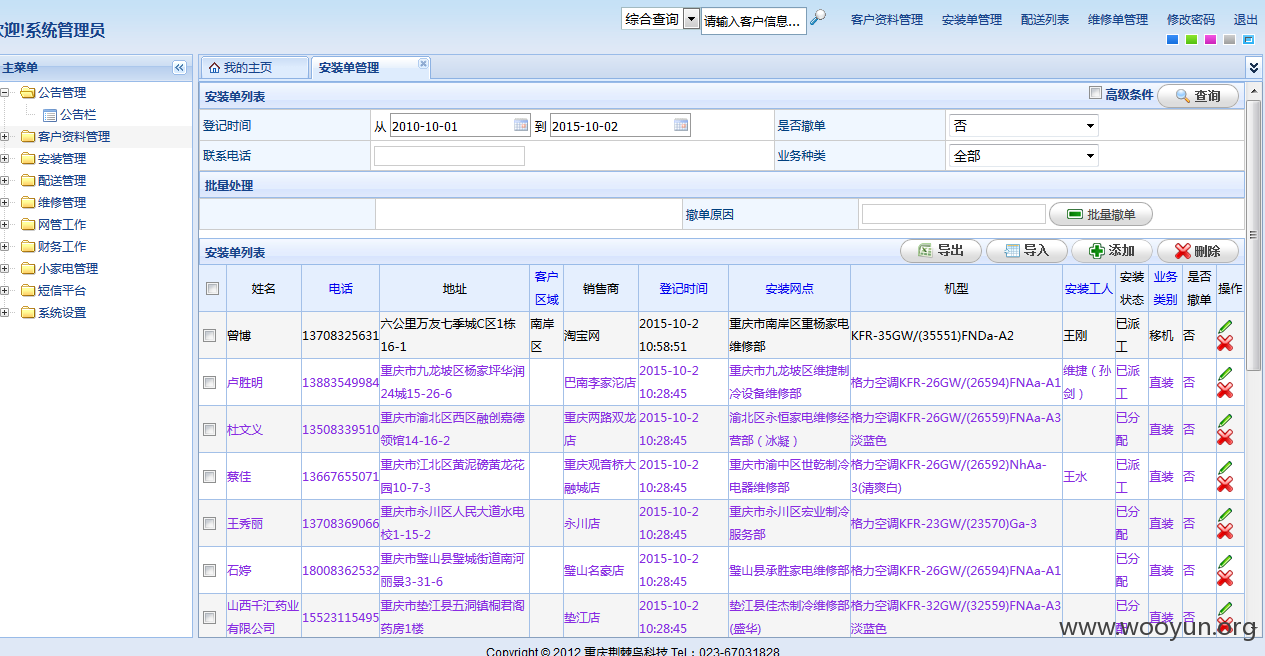 欢迎!系统管理员
综合查询 请输入客户信息... 客户资料管理 安装单管理 配送列表 维修单管理 修改密码 退出
主菜单
公告管理
公告栏
客户资料管理
安装管理
配送管理
维修管理
网管工作
财务工作
小家电管理
短信平台
系统设置
我的主页 安装单管理
安装单列表 高级条件 查询
登记时间 从 2010-10-01 到 2015-10-02 是否撤单 否
联系电话 业务种类 全部
批量处理
撤单原因 批量撤单
安装单列表 导出 导入 添加 删除
姓名 电话 地址 客户区域 销售商 登记时间 安装网点 机型 安装工人 安装状态 业务类别 是否撤单 操作
曾博 13708325631 六公里万友七季城C区1栋16-1 南岸区 淘宝网 2015-10-2 10:58:51 重庆市南岸区重杨家电维修部 KFR-35GW/(35551)FNDa-A2 王刚 已派工 移机 否
卢胜明 13883549984 重庆市九龙坡区杨家坪华润24城15-26-6 巴南李家沱店 2015-10-2 10:28:45 重庆市九龙坡区维捷制冷设备维修部 格力空调KFR-26GW/(26594)FNAa-A1 维捷（孙剑） 已派工 直装 否
杜文义 13508339510 重庆市渝北区西区融创嘉德领馆14-16-2 重庆两路双龙店 2015-10-2 10:28:45 渝北区永恒家电维修经营部（冰凝） 格力空调KFR-26GW/(26559)FNAa-A3淡蓝色 已分配 直装 否
蔡佳 13667655071 重庆市江北区黄泥磅黄龙花园10-7-3 重庆观音桥大融城店 2015-10-2 10:28:45 重庆市渝中区世乾制冷电器维修部 格力空调KFR-26GW/(26592)NhAa-3(清爽白) 王水 已派工 直装 否
王秀丽 13708369066 重庆市永川区人民大道水电校1-15-2 永川店 2015-10-2 10:28:45 重庆市永川区宏业制冷服务部 格力空调KFR-23GW/(23570)Ga-3 已分配 直装 否
石婷 18008362532 重庆市璧山县璧城街道南河丽景3-31-6 璧山名豪店 2015-10-2 10:28:45 璧山县承胜家电维修部 格力空调KFR-26GW/(26594)FNAa-A1 已分配 直装 否
山西千汇药业有限公司 15523115495 重庆市垫江县五洞镇桐君阁药房1楼 垫江店 2015-10-2 10:28:45 垫江县佳杰制冷维修部(盛华) 格力空调KFR-32GW/(32559)FNAa-A3淡蓝色 已分配 直装 否
www.wooyun.org
Copyright © 2012 重庆荆棘鸟科技 Tel：023-67031828